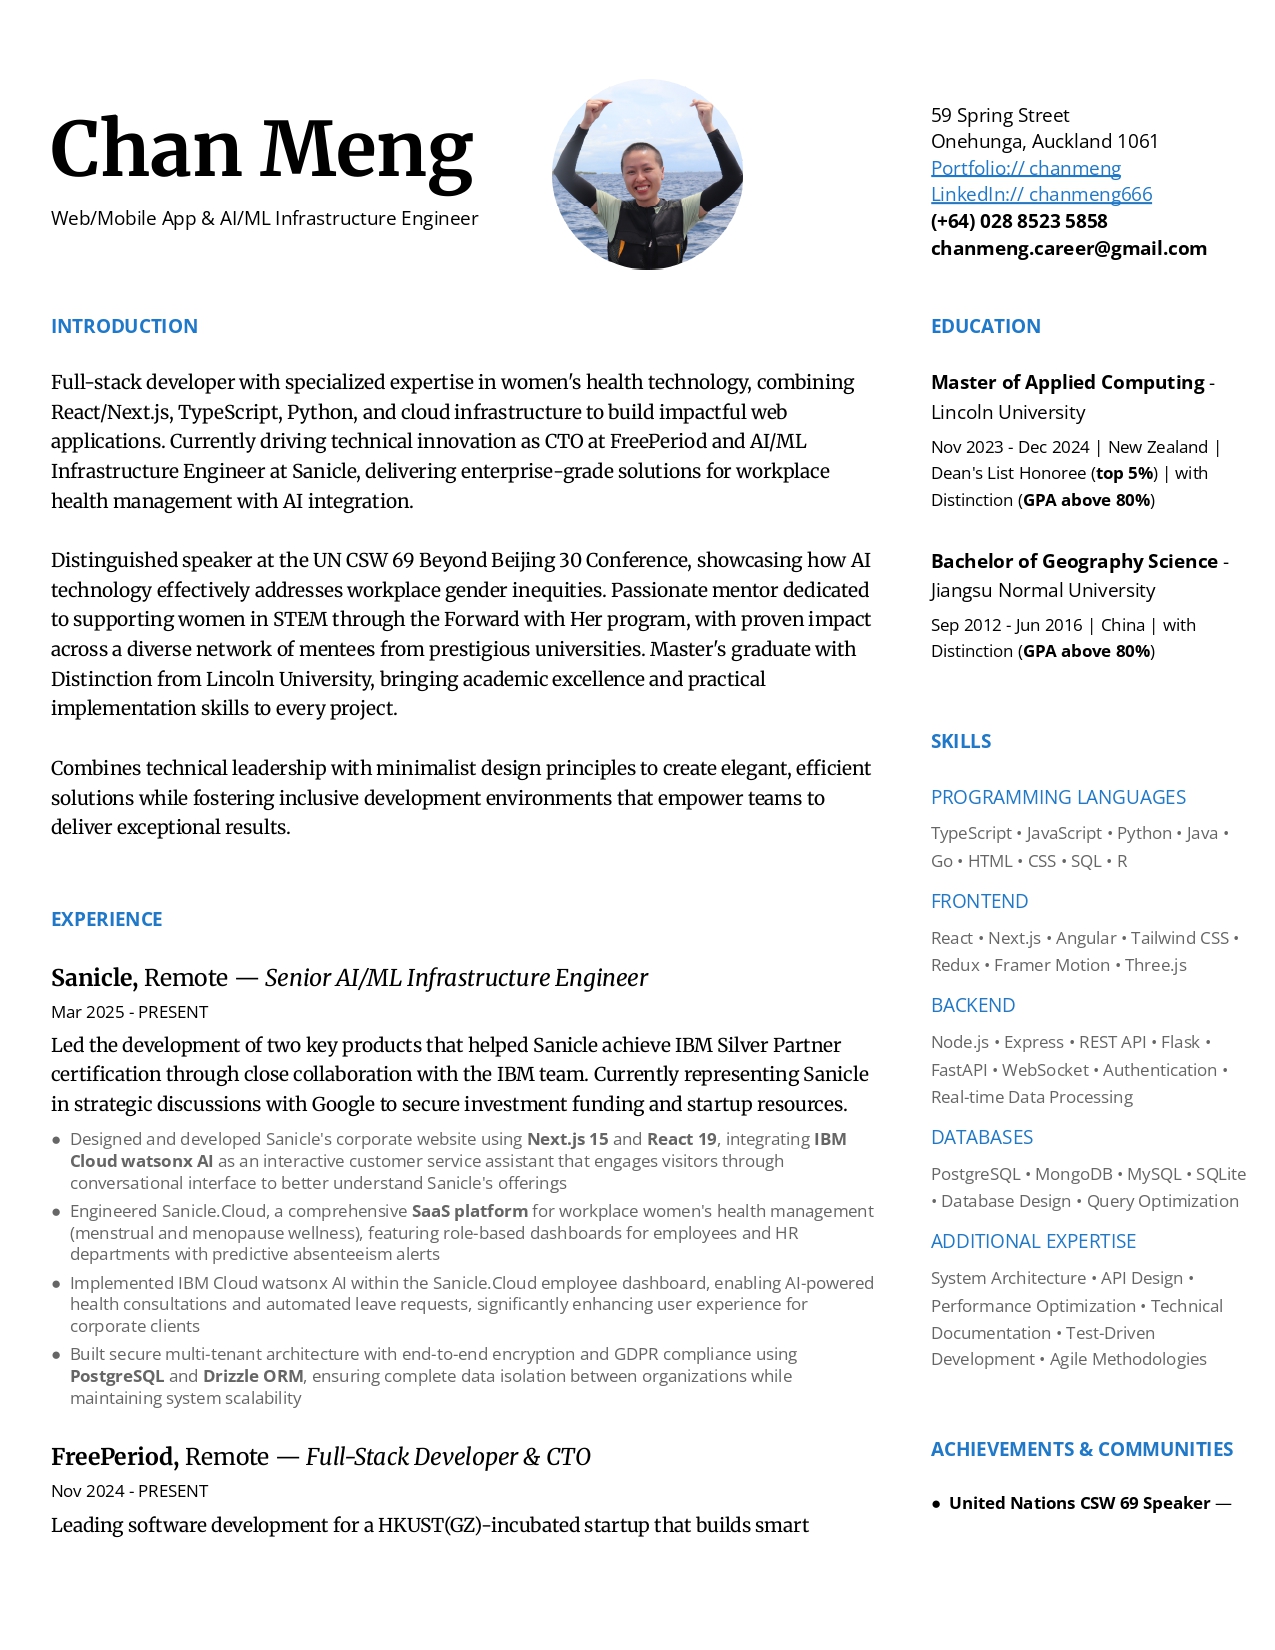 Chan Meng
Web/Mobile App & AI/ML Infrastructure Engineer
59 Spring Street
Onehunga, Auckland 1061
Portfolio:// chanmeng
LinkedIn:// chanmeng666
(+64) 028 8523 5858
chanmeng.career@gmail.com
INTRODUCTION
Full-stack developer with specialized expertise in women's health technology, combining
React/Next.js, TypeScript, Python, and cloud infrastructure to build impactful web
applications. Currently driving technical innovation as CTO at FreePeriod and AI/ML
Infrastructure Engineer at Sanicle, delivering enterprise-grade solutions for workplace
health management with AI integration.
Distinguished speaker at the UN CSW 69 Beyond Beijing 30 Conference, showcasing how AI
technology effectively addresses workplace gender inequities. Passionate mentor dedicated
to supporting women in STEM through the Forward with Her program, with proven impact
across a diverse network of mentees from prestigious universities. Master's graduate with
Distinction from Lincoln University, bringing academic excellence and practical
implementation skills to every project.
Combines technical leadership with minimalist design principles to create elegant, efficient
solutions while fostering inclusive development environments that empower teams to
deliver exceptional results.
EXPERIENCE
Sanicle, Remote — Senior AI/ML Infrastructure Engineer
Mar 2025 - PRESENT
Led the development of two key products that helped Sanicle achieve IBM Silver Partner
certification through close collaboration with the IBM team. Currently representing Sanicle
in strategic discussions with Google to secure investment funding and startup resources.
● Designed and developed Sanicle's corporate website using Next.js 15 and React 19, integrating IBM
Cloud watsonx AI as an interactive customer service assistant that engages visitors through
conversational interface to better understand Sanicle's offerings
● Engineered Sanicle.Cloud, a comprehensive SaaS platform for workplace women's health management
(menstrual and menopause wellness), featuring role-based dashboards for employees and HR
departments with predictive absenteeism alerts
● Implemented IBM Cloud watsonx AI within the Sanicle.Cloud employee dashboard, enabling AI-powered
health consultations and automated leave requests, significantly enhancing user experience for
corporate clients
● Built secure multi-tenant architecture with end-to-end encryption and GDPR compliance using
PostgreSQL and Drizzle ORM, ensuring complete data isolation between organizations while
maintaining system scalability
FreePeriod, Remote — Full-Stack Developer & CTO
Nov 2024 - PRESENT
Leading software development for a HKUST(GZ)-incubated startup that builds smart
EDUCATION
Master of Applied Computing -
Lincoln University
Nov 2023 - Dec 2024 | New Zealand |
Dean's List Honoree (top 5%) | with
Distinction (GPA above 80%)
Bachelor of Geography Science -
Jiangsu Normal University
Sep 2012 - Jun 2016 | China | with
Distinction (GPA above 80%)
SKILLS
PROGRAMMING LANGUAGES
TypeScript • JavaScript • Python • Java •
Go • HTML • CSS • SQL • R
FRONTEND
React • Next.js • Angular • Tailwind CSS •
Redux • Framer Motion • Three.js
BACKEND
Node.js • Express • REST API • Flask •
FastAPI • WebSocket • Authentication •
Real-time Data Processing
DATABASES
PostgreSQL • MongoDB • MySQL • SQLite
• Database Design • Query Optimization
ADDITIONAL EXPERTISE
System Architecture • API Design •
Performance Optimization • Technical
Documentation • Test-Driven
Development • Agile Methodologies
ACHIEVEMENTS & COMMUNITIES
● United Nations CSW 69 Speaker —